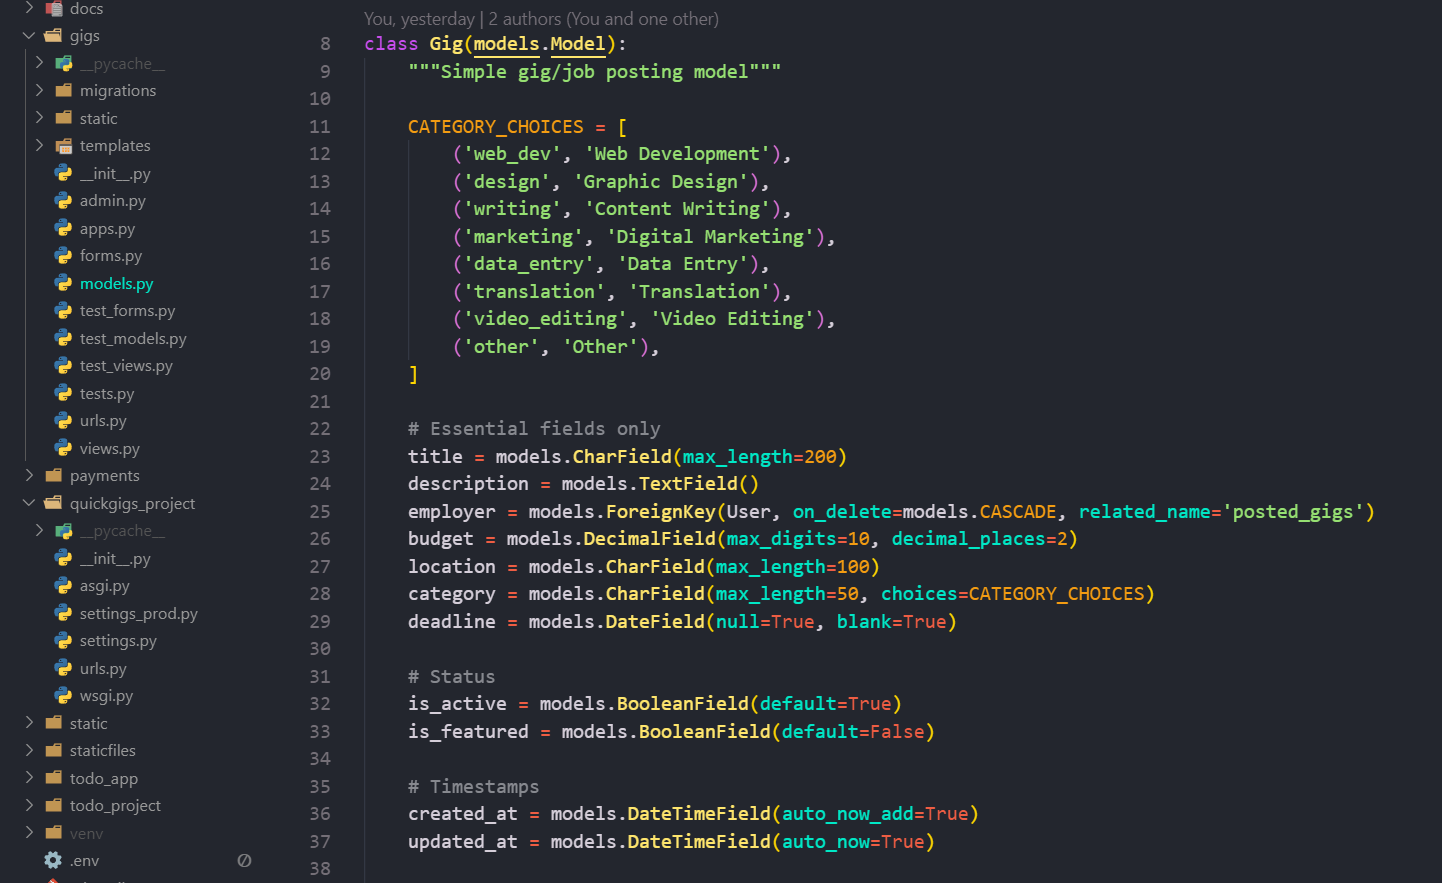 docs
gigs
__pycache__
migrations
static
templates
__init__.py
admin.py
apps.py
forms.py
models.py
test_forms.py
test_models.py
test_views.py
tests.py
urls.py
views.py
payments
quickgigs_project
__pycache__
__init__.py
asgi.py
settings_prod.py
settings.py
urls.py
wsgi.py
static
staticfiles
todo_app
todo_project
venv
.env
You, yesterday | 2 authors (You and one other)
8 class Gig(models.Model):
9     """Simple gig/job posting model"""
10
11     CATEGORY_CHOICES = [
12         ('web_dev', 'Web Development'),
13         ('design', 'Graphic Design'),
14         ('writing', 'Content Writing'),
15         ('marketing', 'Digital Marketing'),
16         ('data_entry', 'Data Entry'),
17         ('translation', 'Translation'),
18         ('video_editing', 'Video Editing'),
19         ('other', 'Other'),
20     ]
21
22     # Essential fields only
23     title = models.CharField(max_length=200)
24     description = models.TextField()
25     employer = models.ForeignKey(User, on_delete=models.CASCADE, related_name='posted_gigs')
26     budget = models.DecimalField(max_digits=10, decimal_places=2)
27     location = models.CharField(max_length=100)
28     category = models.CharField(max_length=50, choices=CATEGORY_CHOICES)
29     deadline = models.DateField(null=True, blank=True)
30
31     # Status
32     is_active = models.BooleanField(default=True)
33     is_featured = models.BooleanField(default=False)
34
35     # Timestamps
36     created_at = models.DateTimeField(auto_now_add=True)
37     updated_at = models.DateTimeField(auto_now=True)
38